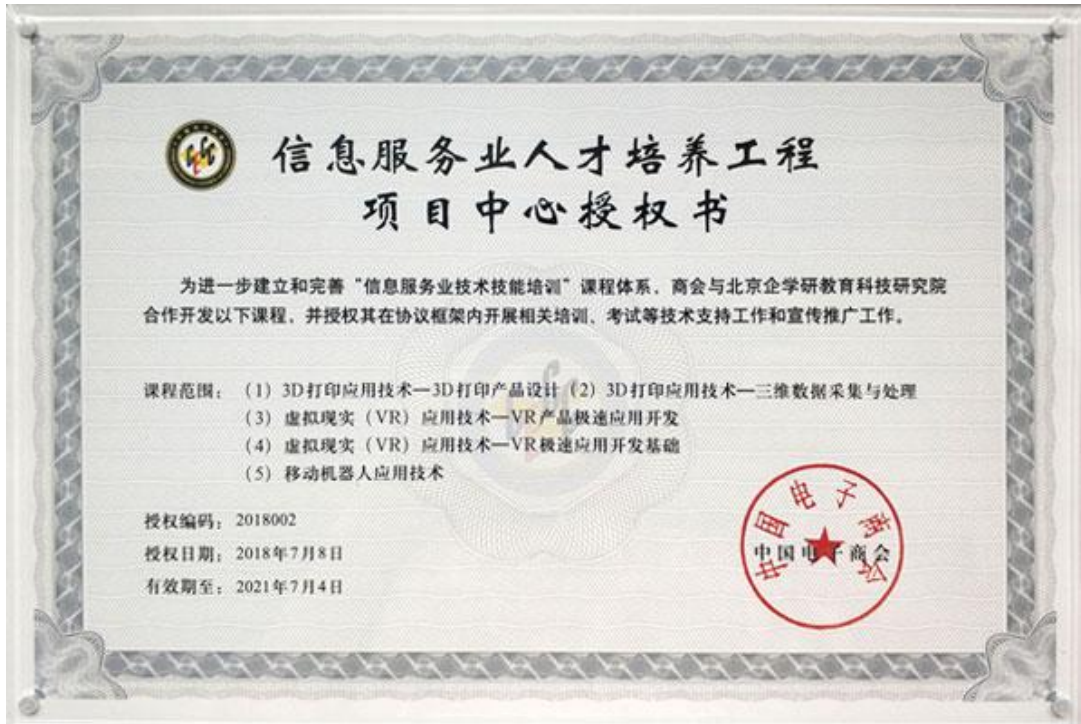 信息服务业人才培养工程
项目中心授权书
为进一步建立和完善“信息服务业技术技能培训”课程体系，商会与北京企学研教育科技研究院
合作开发以下课程，并授权其在协议框架内开展相关培训、考试等技术支持工作和宣传推广工作。
课程范围：（1）3D打印应用技术—3D打印产品设计（2）3D打印应用技术—三维数据采集与处理
（3）虚拟现实（VR）应用技术—VR产品极速应用开发
（4）虚拟现实（VR）应用技术—VR极速应用开发基础
（5）移动机器人应用技术
授权编码：2018002
授权日期：2018年7月8日
有效期至：2021年7月4日
中国电子商会
中国电子商会